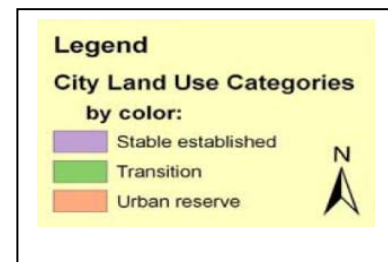 Legend
City Land Use Categories
by color:
Stable established
N
Transition
Urban reserve